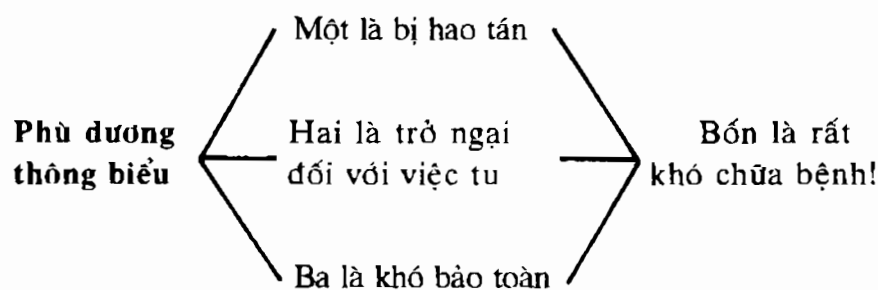 Một là bị hao tán
Phù dương
thông biểu
Hai là trở ngại
đối với việc tu
Bốn là rất
khó chữa bệnh!
Ba là khó bảo toàn